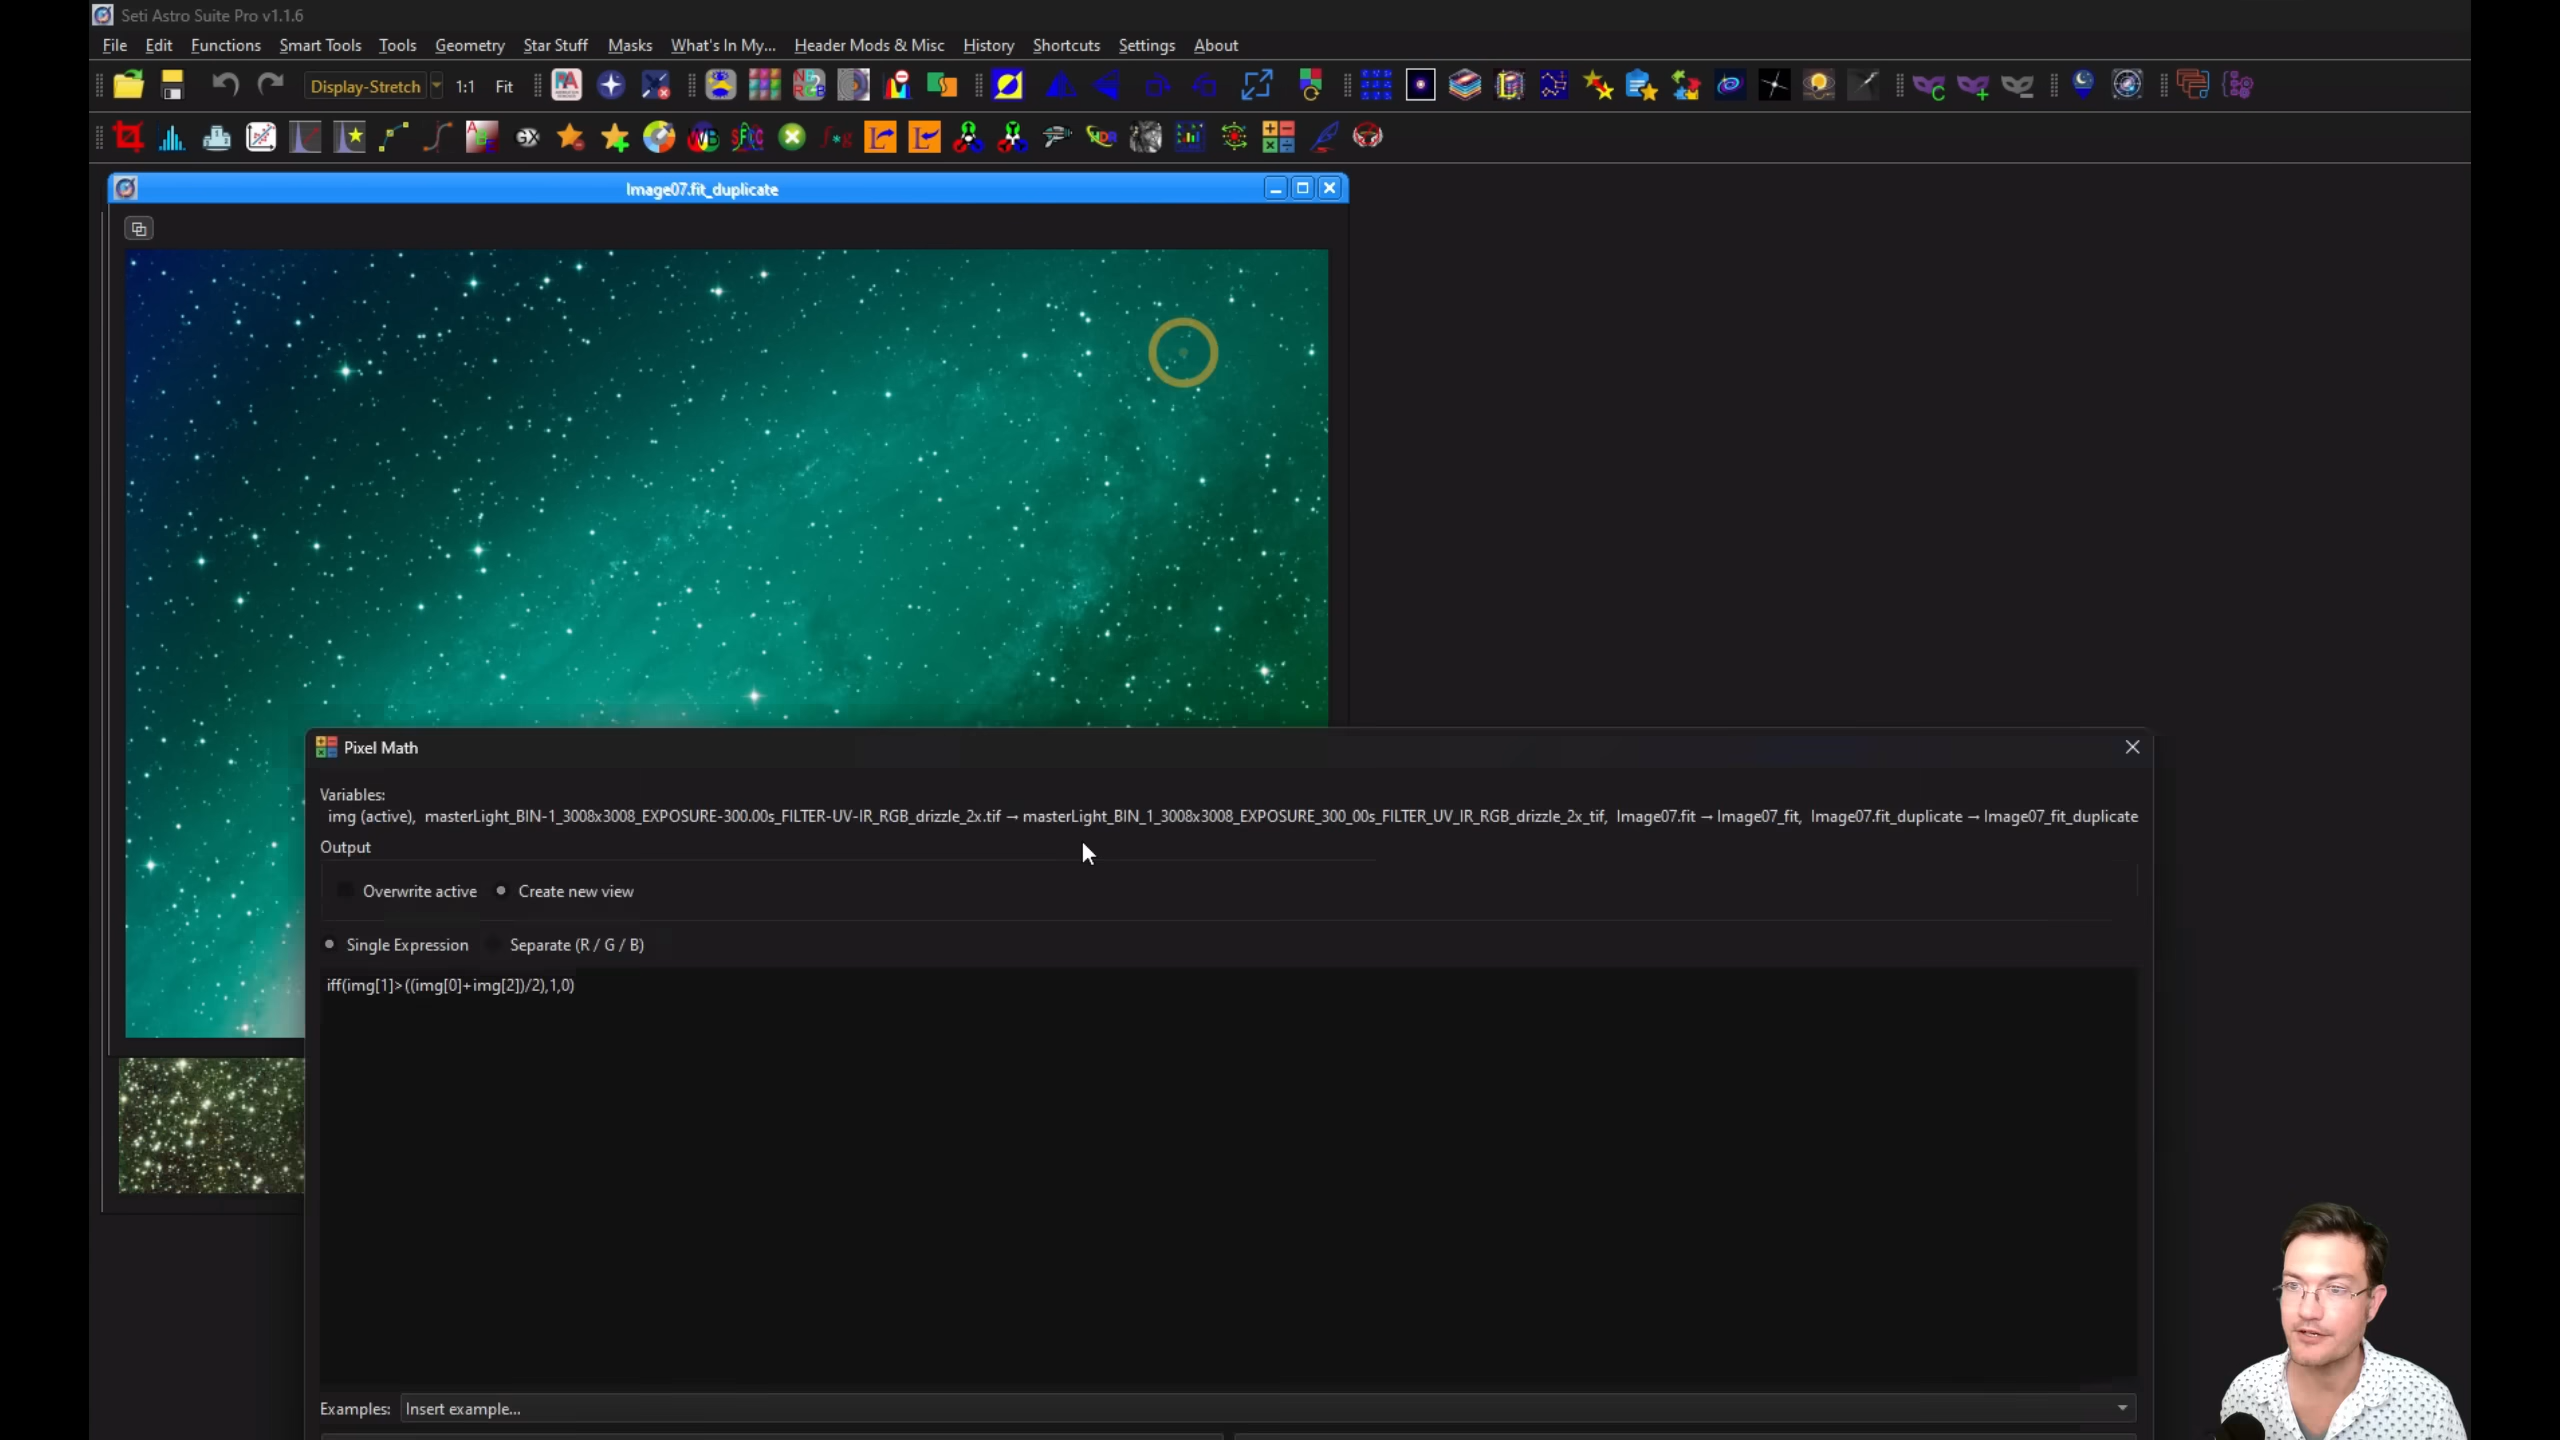 Seti Astro Suite Pro v1.1.6
File Edit Functions Smart Tools Tools Geometry Star Stuff Masks What's In My... Header Mods & Misc History Shortcuts Settings About
Display-Stretch 1:1 Fit
Image07.fit_duplicate
Pixel Math
Variables:
img (active), masterLight_BIN-1_3008x3008_EXPOSURE-300.00s_FILTER-UV-IR_RGB_drizzle_2x.tif → masterLight_BIN_1_3008x3008_EXPOSURE_300_00s_FILTER_UV_IR_RGB_drizzle_2x_tif, Image07.fit → Image07_fit, Image07.fit_duplicate → Image07_fit_duplicate
Output
Overwrite active Create new view
Single Expression Separate (R / G / B)
iff(img[1]>((img[0]+img[2])/2),1,0)
Examples: Insert example...